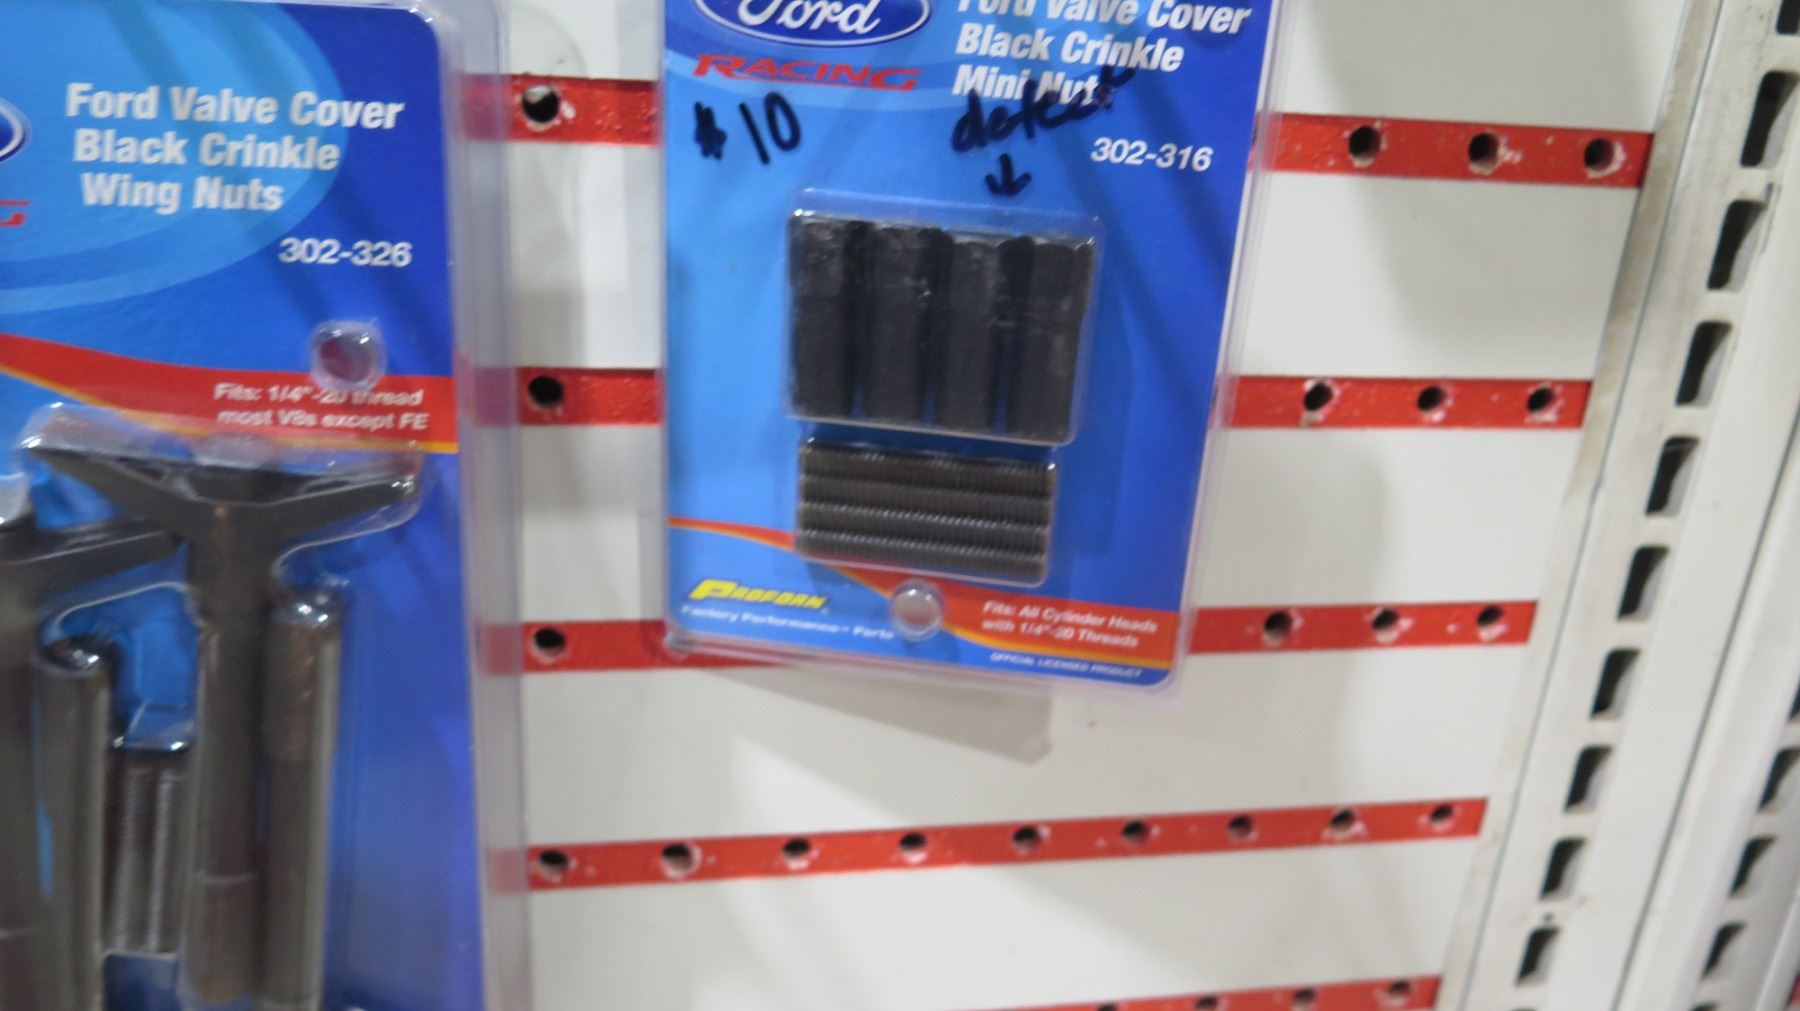 Ford Valve Cover
Black Crinkle
Wing Nuts
302-326
Fits: 1/4"-20 thread
most V8s except FE
Ford
RACING
Ford Valve Cover
Black Crinkle
Mini Nuts
$10
defect
302-316
PROFORM
Factory Performance™ Parts
Fits: All Cylinder Heads
with 1/4"-20 Threads
OFFICIAL LICENSED PRODUCT